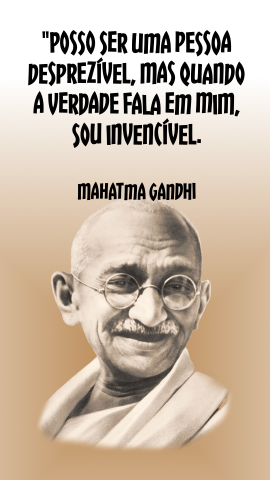 "POSSO SER UMA PESSOA
DESPREZÍVEL, MAS QUANDO
A VERDADE FALA EM MIM,
SOU INVENCÍVEL.
MAHATMA GANDHI